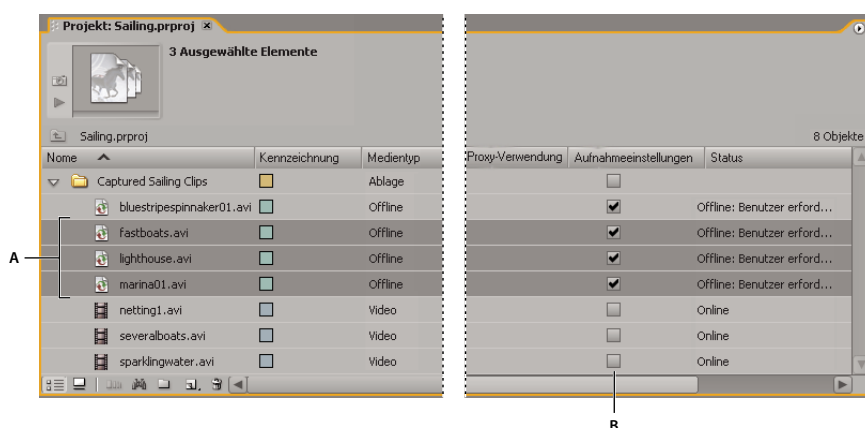 Projekt: Sailing.prproj
3 Ausgewählte Elemente
Sailing.prproj
8 Objekte
Nome Kennzeichnung Medientyp Proxy-Verwendung Aufnahmeeinstellungen Status
Captured Sailing Clips Ablage
bluestripespinnaker01.avi Offline Offline: Benutzer erford...
fastboats.avi Offline Offline: Benutzer erford...
A
lighthouse.avi Offline Offline: Benutzer erford...
marina01.avi Offline Offline: Benutzer erford...
netting1.avi Video Online
severalboats.avi Video Online
sparklingwater.avi Video Online
B